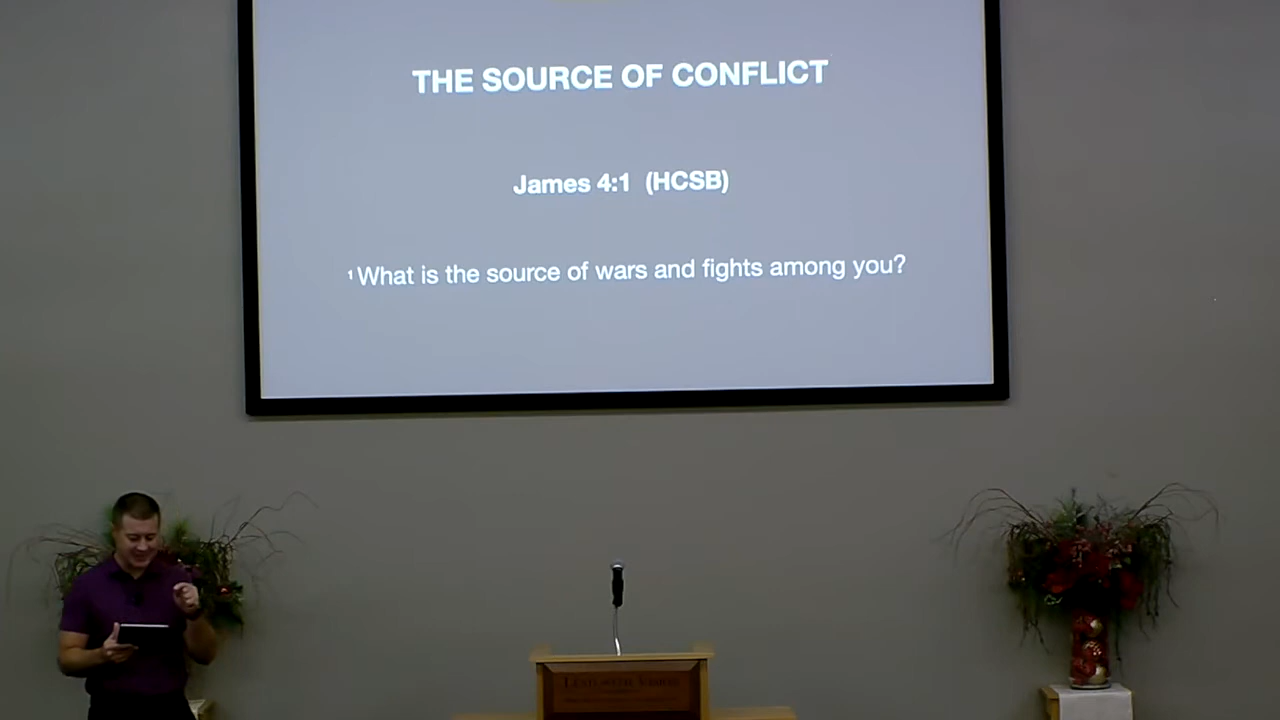 THE SOURCE OF CONFLICT
James 4:1 (HCSB)
¹ What is the source of wars and fights among you?